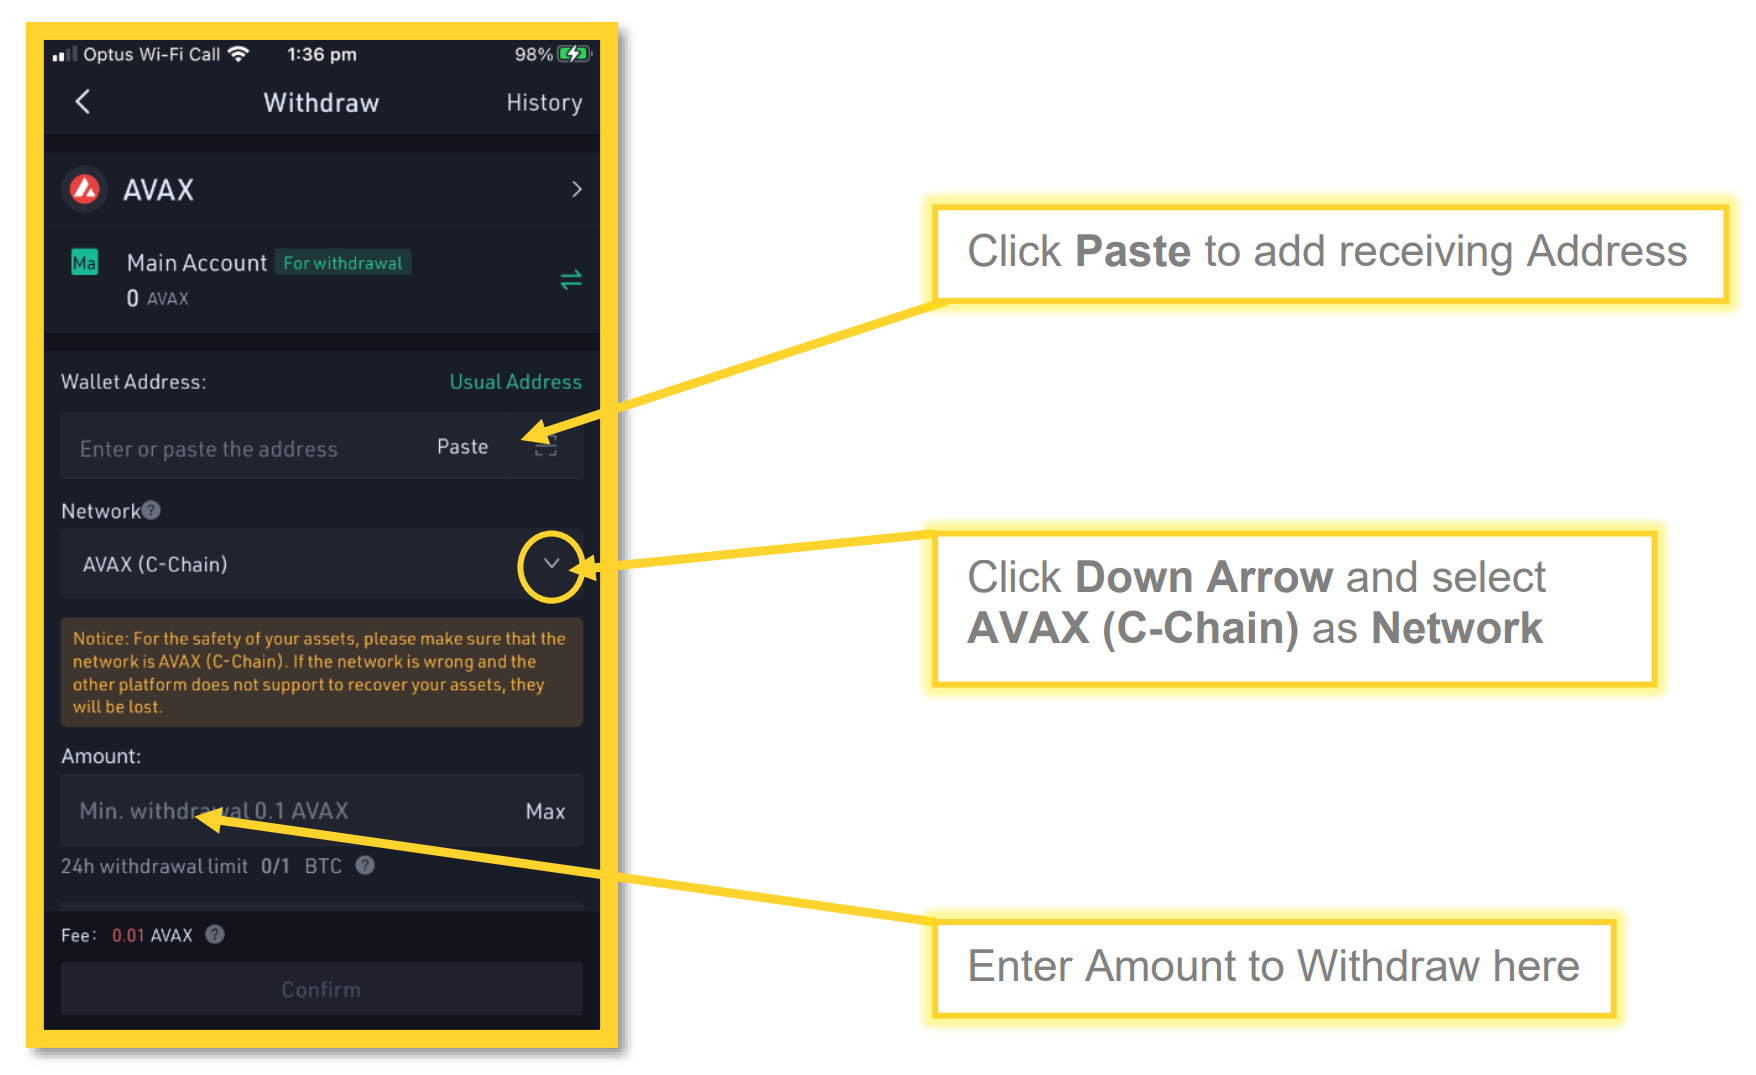 Optus Wi-Fi Call 1:36 pm 98%
Withdraw History
AVAX
Ma Main Account For withdrawal
0 AVAX
Wallet Address: Usual Address
Enter or paste the address Paste
Network?
AVAX (C-Chain)
Notice: For the safety of your assets, please make sure that the
network is AVAX (C-Chain). If the network is wrong and the
other platform does not support to recover your assets, they
will be lost.
Amount:
Min. withdrawal 0.1 AVAX Max
24h withdrawal limit 0/1 BTC ?
Fee: 0.01 AVAX ?
Confirm
Click Paste to add receiving Address
Click Down Arrow and select
AVAX (C-Chain) as Network
Enter Amount to Withdraw here